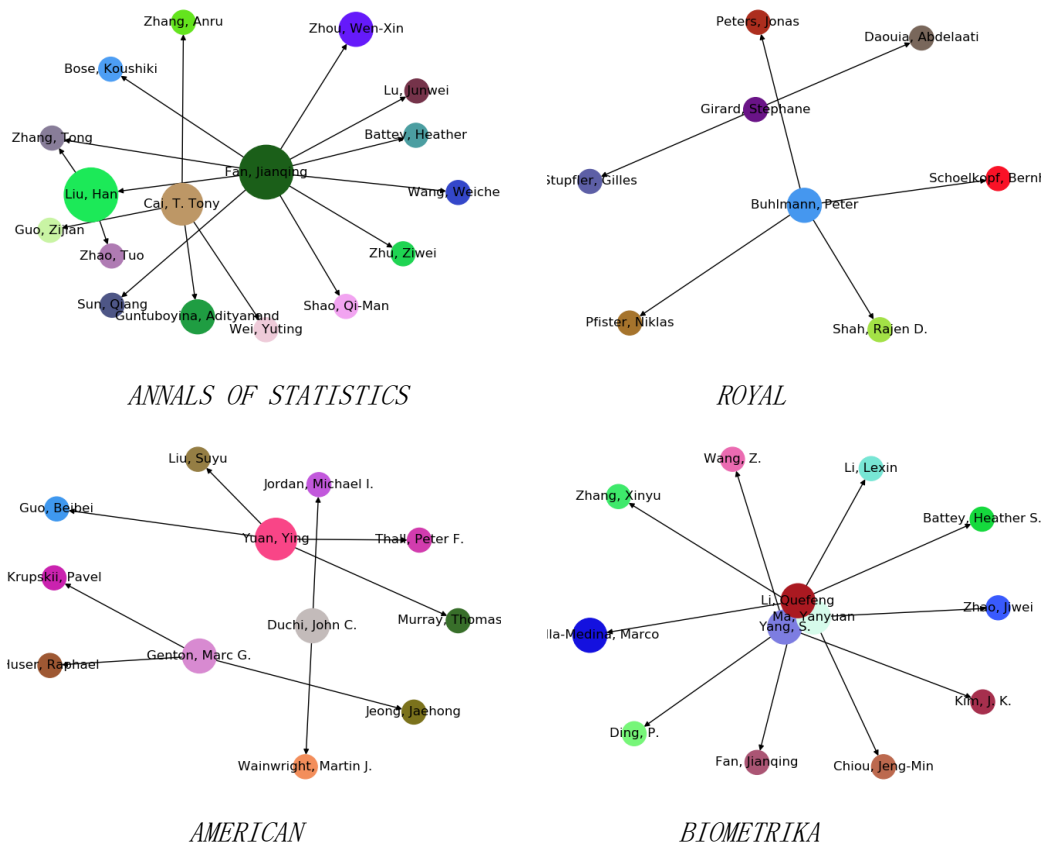 Zhang, Anru
Zhou, Wen-Xin
Bose, Koushiki
Lu, Junwei
Zhang, Tong
Battey, Heather
Fan, Jianqing
Liu, Han
Wang, Weiche
Cai, T. Tony
Guo, Zijian
Zhao, Tuo
Zhu, Ziwei
Sun, Qiang
Shao, Qi-Man
Guntuboyina, Adityanand
Wei, Yuting
ANNALS OF STATISTICS
Peters, Jonas
Daouia, Abdelaati
Girard, Stephane
Stupfler, Gilles
Schoelkopf, Bernh
Buhlmann, Peter
Pfister, Niklas
Shah, Rajen D.
ROYAL
Liu, Suyu
Jordan, Michael I.
Guo, Beibei
Yuan, Ying
Thall, Peter F.
Krupskii, Pavel
Murray, Thomas
Duchi, John C.
Genton, Marc G.
Huser, Raphael
Jeong, Jaehong
Wainwright, Martin J.
AMERICAN
Wang, Z.
Li, Lexin
Zhang, Xinyu
Battey, Heather S.
Li, Quefeng
Zhao, Jiwei
Ma, Yanyuan
Yang, S.
lla-Medina, Marco
Kim, J. K.
Ding, P.
Fan, Jianqing
Chiou, Jeng-Min
BIOMETRIKA